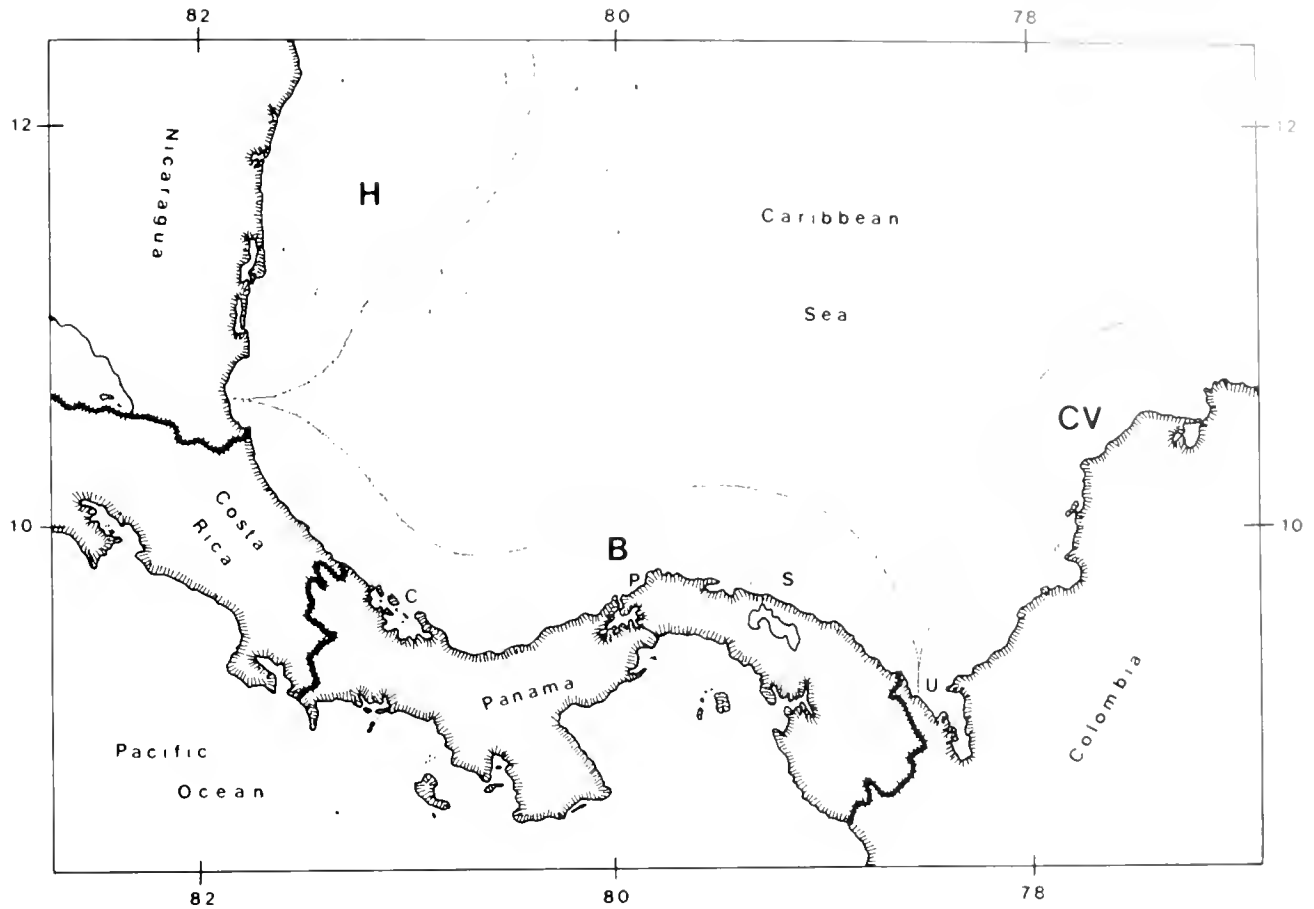 82 80 78
12 12
Nicaragua
H
Caribbean
Sea
CV
Costa
Rica
10 10
B
C
P
S
U
Panama
Colombia
Pacific
Ocean
82 80 78